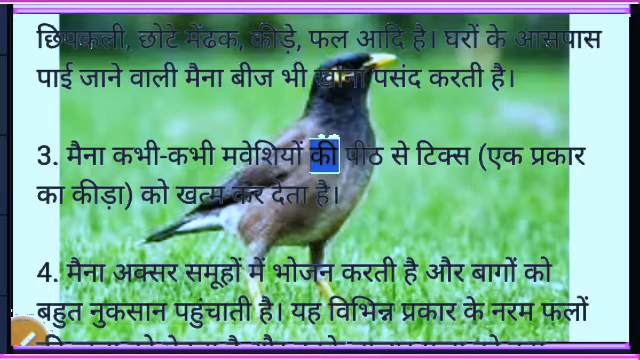 छिपकली, छोटे मेंढक, कीड़े, फल आदि है। घरों के आसपास
पाई जाने वाली मैना बीज भी खाना पसंद करती है।
3. मैना कभी-कभी मवेशियों की पीठ से टिक्स (एक प्रकार
का कीड़ा) को खत्म कर देता है।
4. मैना अक्सर समूहों में भोजन करती है और बागों को
बहुत नुकसान पहुंचाती है। यह विभिन्न प्रकार के नरम फलों